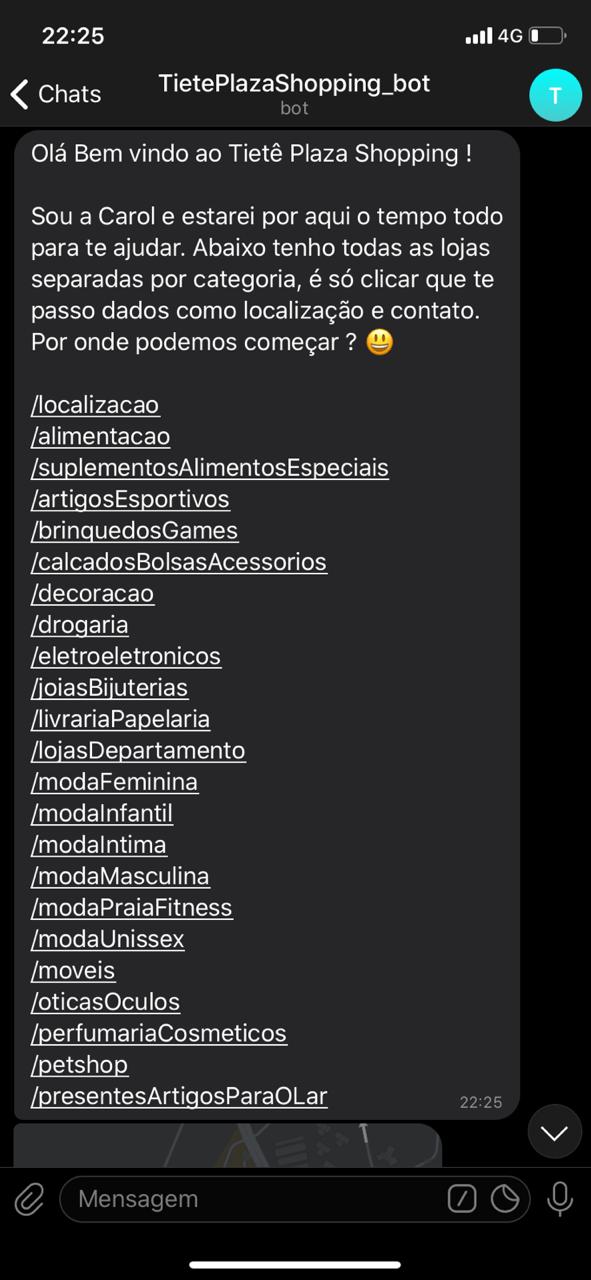 22:25
4G
Chats
TietePlazaShopping_bot
bot
T
Olá Bem vindo ao Tietê Plaza Shopping !
Sou a Carol e estarei por aqui o tempo todo
para te ajudar. Abaixo tenho todas as lojas
separadas por categoria, é só clicar que te
passo dados como localização e contato.
Por onde podemos começar ? 😃
/localizacao
/alimentacao
/suplementosAlimentosEspeciais
/artigosEsportivos
/brinquedosGames
/calcadosBolsasAcessorios
/decoracao
/drogaria
/eletroeletronicos
/joiasBijuterias
/livrariaPapelaria
/lojasDepartamento
/modaFeminina
/modaInfantil
/modaIntima
/modaMasculina
/modaPraiaFitness
/modaUnissex
/moveis
/oticasOculos
/perfumariaCosmeticos
/petshop
/presentesArtigosParaOLar
22:25
Mensagem